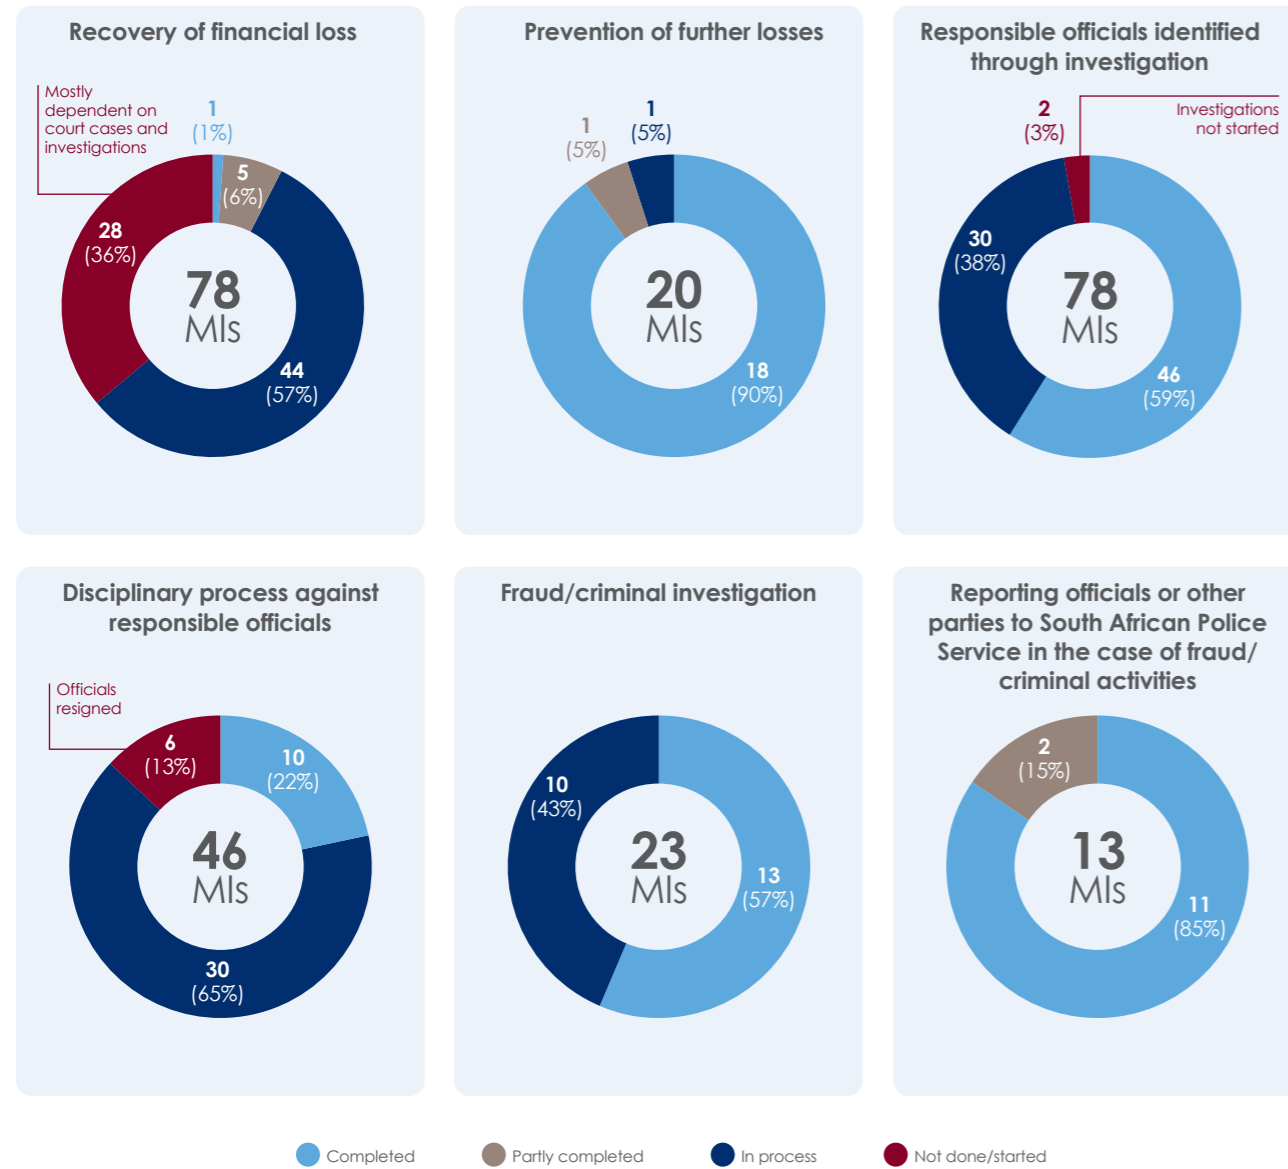 Recovery of financial loss
Mostly
dependent on
court cases and
investigations
1
(1%)
5
(6%)
28
(36%)
78
MIs
44
(57%)
Prevention of further losses
1
(5%)
1
(5%)
20
MIs
18
(90%)
Responsible officials identified
through investigation
2
(3%)
Investigations
not started
30
(38%)
78
MIs
46
(59%)
Disciplinary process against
responsible officials
Officials
resigned
6
(13%)
10
(22%)
46
MIs
30
(65%)
Fraud/criminal investigation
10
(43%)
23
MIs
13
(57%)
Reporting officials or other
parties to South African Police
Service in the case of fraud/
criminal activities
2
(15%)
13
MIs
11
(85%)
Completed
Partly completed
In process
Not done/started